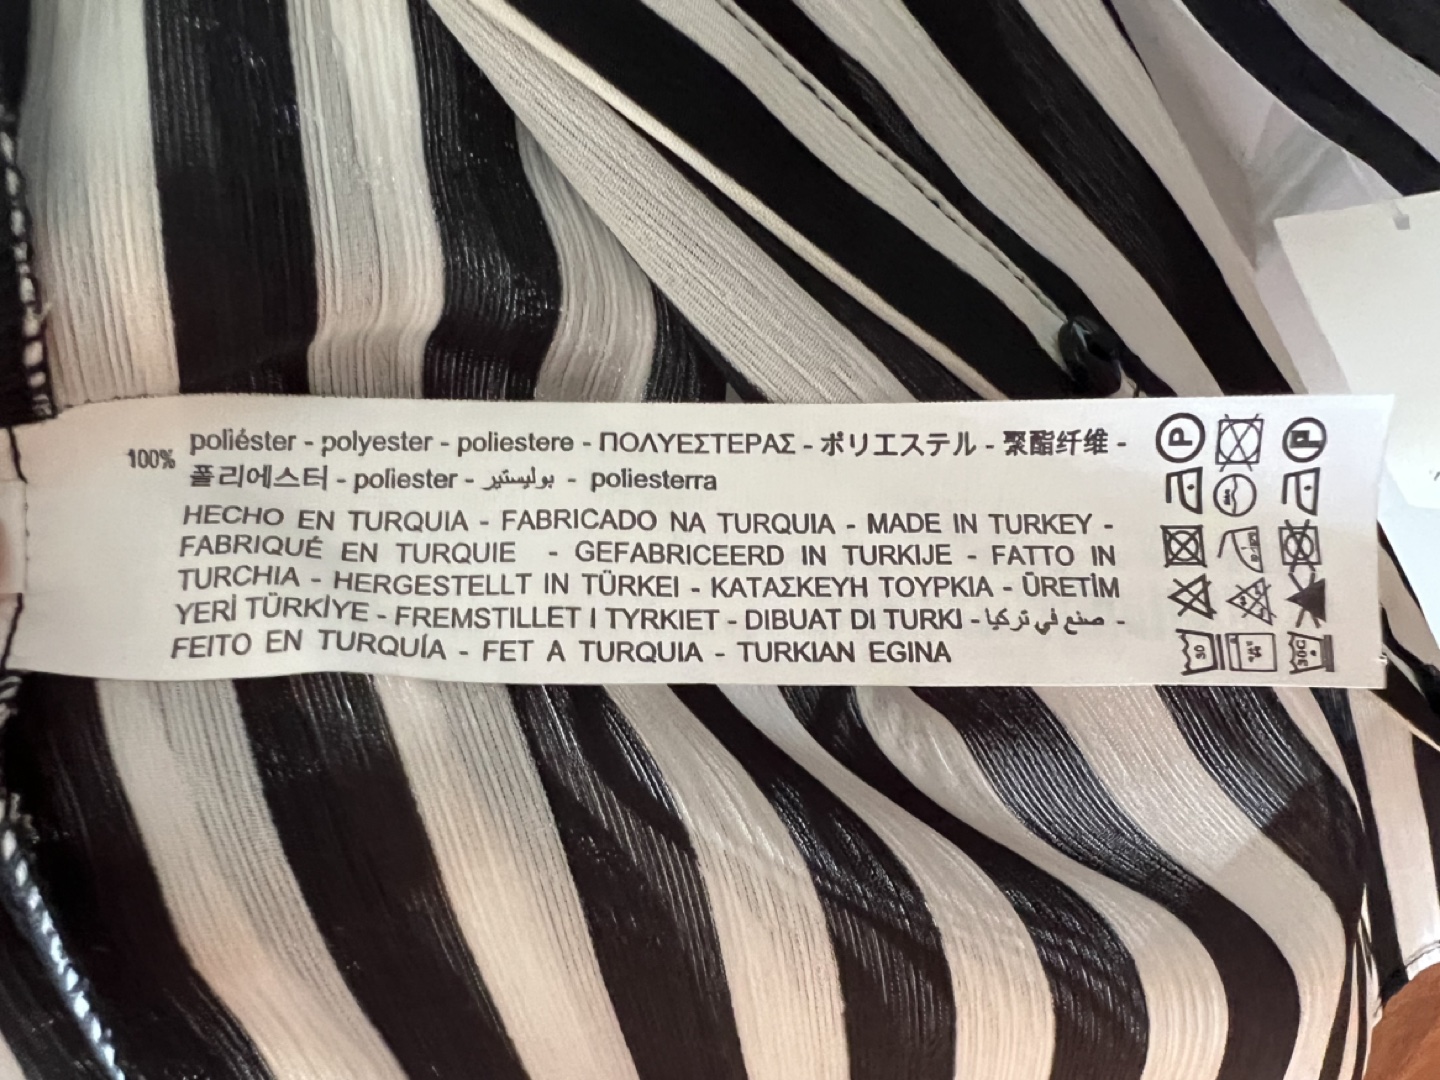 100% poliéster - polyester - poliestere - ΠΟΛΥΕΣΤΕΡΑΣ - ポリエステル - 聚酯纤维 -
폴리에스터 - poliester - بوليستير - poliesterra
HECHO EN TURQUIA - FABRICADO NA TURQUIA - MADE IN TURKEY -
FABRIQUÉ EN TURQUIE - GEFABRICEERD IN TURKIJE - FATTO IN
TURCHIA - HERGESTELLT IN TÜRKEI - ΚΑΤΑΣΚΕΥΗ ΤΟΥΡΚΙΑ - ÜRETİM
YERİ TÜRKİYE - FREMSTILLET I TYRKIET - DIBUAT DI TURKI - صنع في تركيا -
FEITO EN TURQUÍA - FET A TURQUIA - TURKIAN EGINA
P P
30 30C